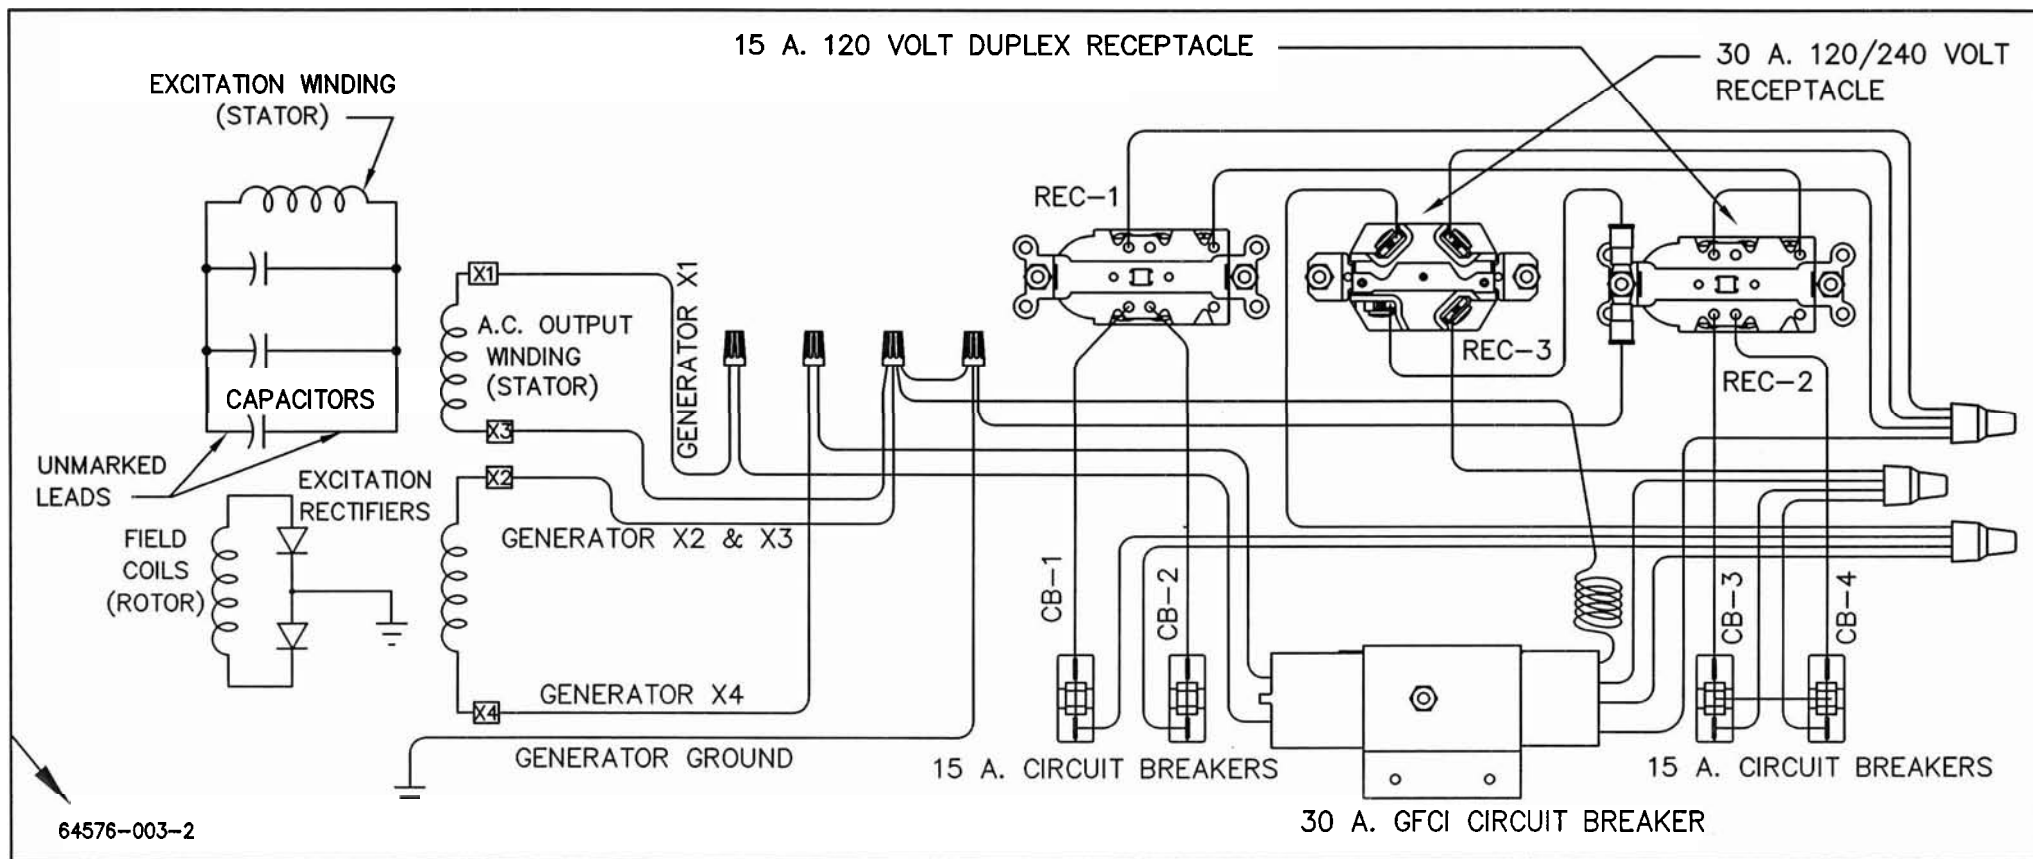 15 A. 120 VOLT DUPLEX RECEPTACLE
30 A. 120/240 VOLT
RECEPTACLE
EXCITATION WINDING
(STATOR)
REC-1
X1
GENERATOR X1
A.C. OUTPUT
WINDING
(STATOR)
REC-3
REC-2
CAPACITORS
X3
UNMARKED
LEADS
EXCITATION
RECTIFIERS
X2
GENERATOR X2 & X3
FIELD
COILS
(ROTOR)
CB-1
CB-2
CB-3
CB-4
GENERATOR X4
X4
GENERATOR GROUND
15 A. CIRCUIT BREAKERS
15 A. CIRCUIT BREAKERS
30 A. GFCI CIRCUIT BREAKER
64576-003-2